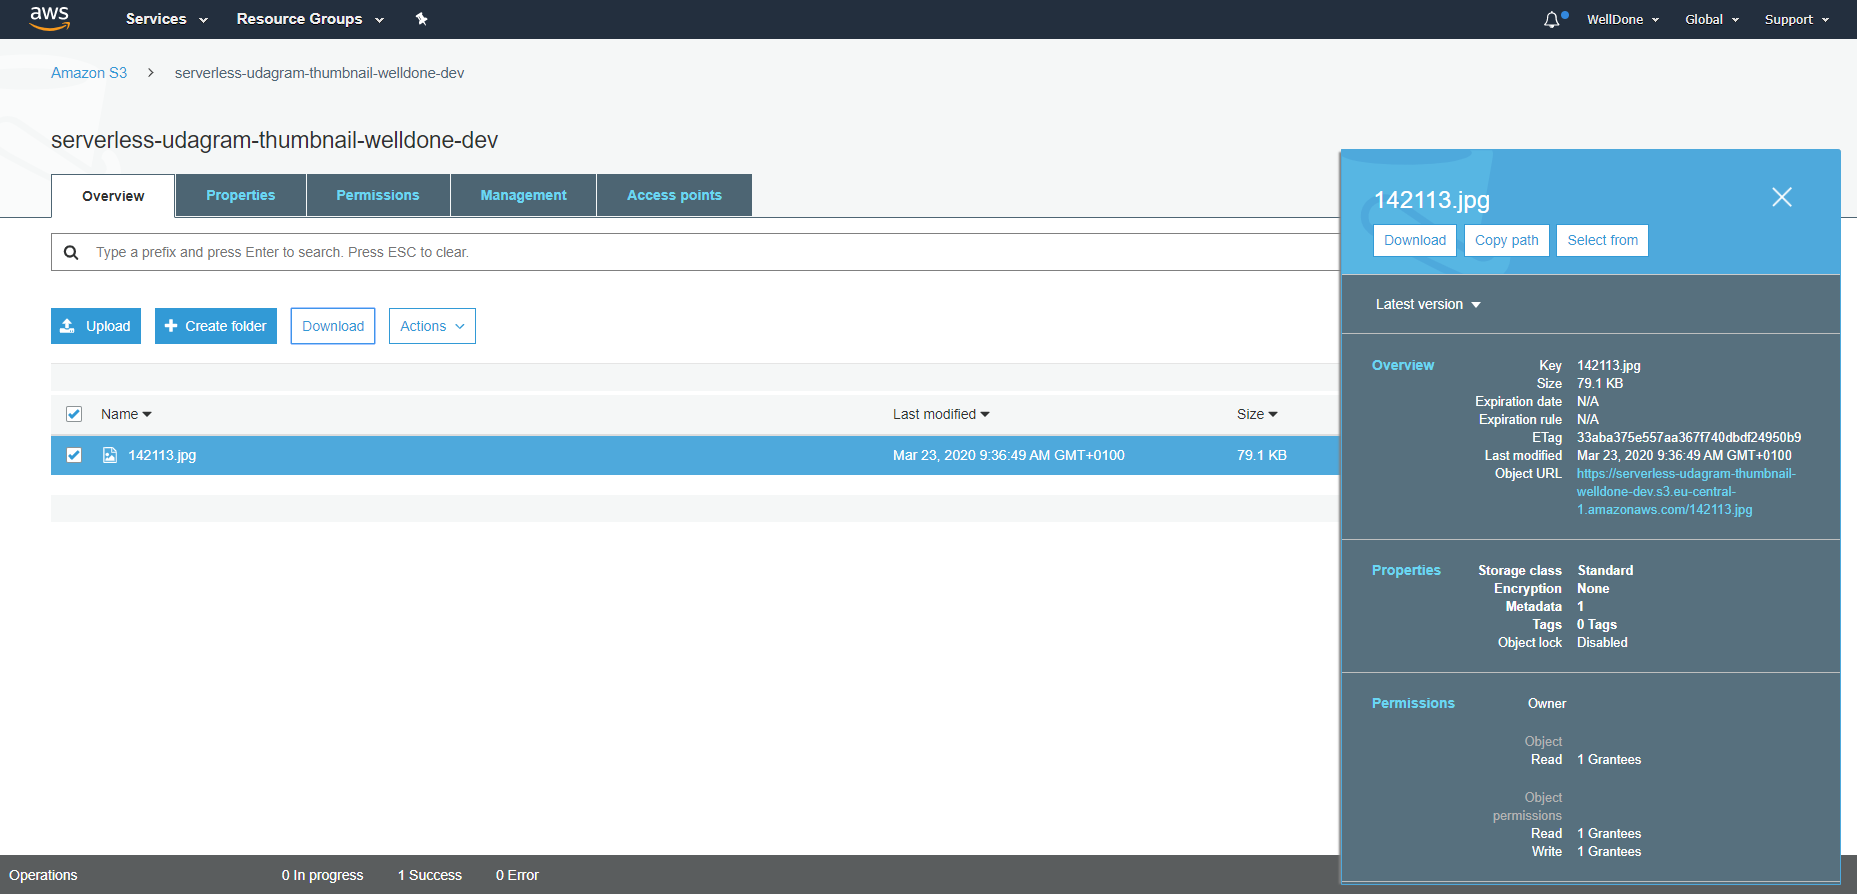 aws Services Resource Groups WellDone Global Support
Amazon S3 > serverless-udagram-thumbnail-welldone-dev
serverless-udagram-thumbnail-welldone-dev
Overview Properties Permissions Management Access points
Type a prefix and press Enter to search. Press ESC to clear.
Upload Create folder Download Actions
Name Last modified Size
142113.jpg Mar 23, 2020 9:36:49 AM GMT+0100 79.1 KB
142113.jpg
Download Copy path Select from
Latest version
Overview Key 142113.jpg
Size 79.1 KB
Expiration date N/A
Expiration rule N/A
ETag 33aba375e557aa367f740dbdf24950b9
Last modified Mar 23, 2020 9:36:49 AM GMT+0100
Object URL https://serverless-udagram-thumbnail-
welldone-dev.s3.eu-central-
1.amazonaws.com/142113.jpg
Properties Storage class Standard
Encryption None
Metadata 1
Tags 0 Tags
Object lock Disabled
Permissions Owner
Object
Read 1 Grantees
Object
permissions
Read 1 Grantees
Write 1 Grantees
Operations 0 In progress 1 Success 0 Error